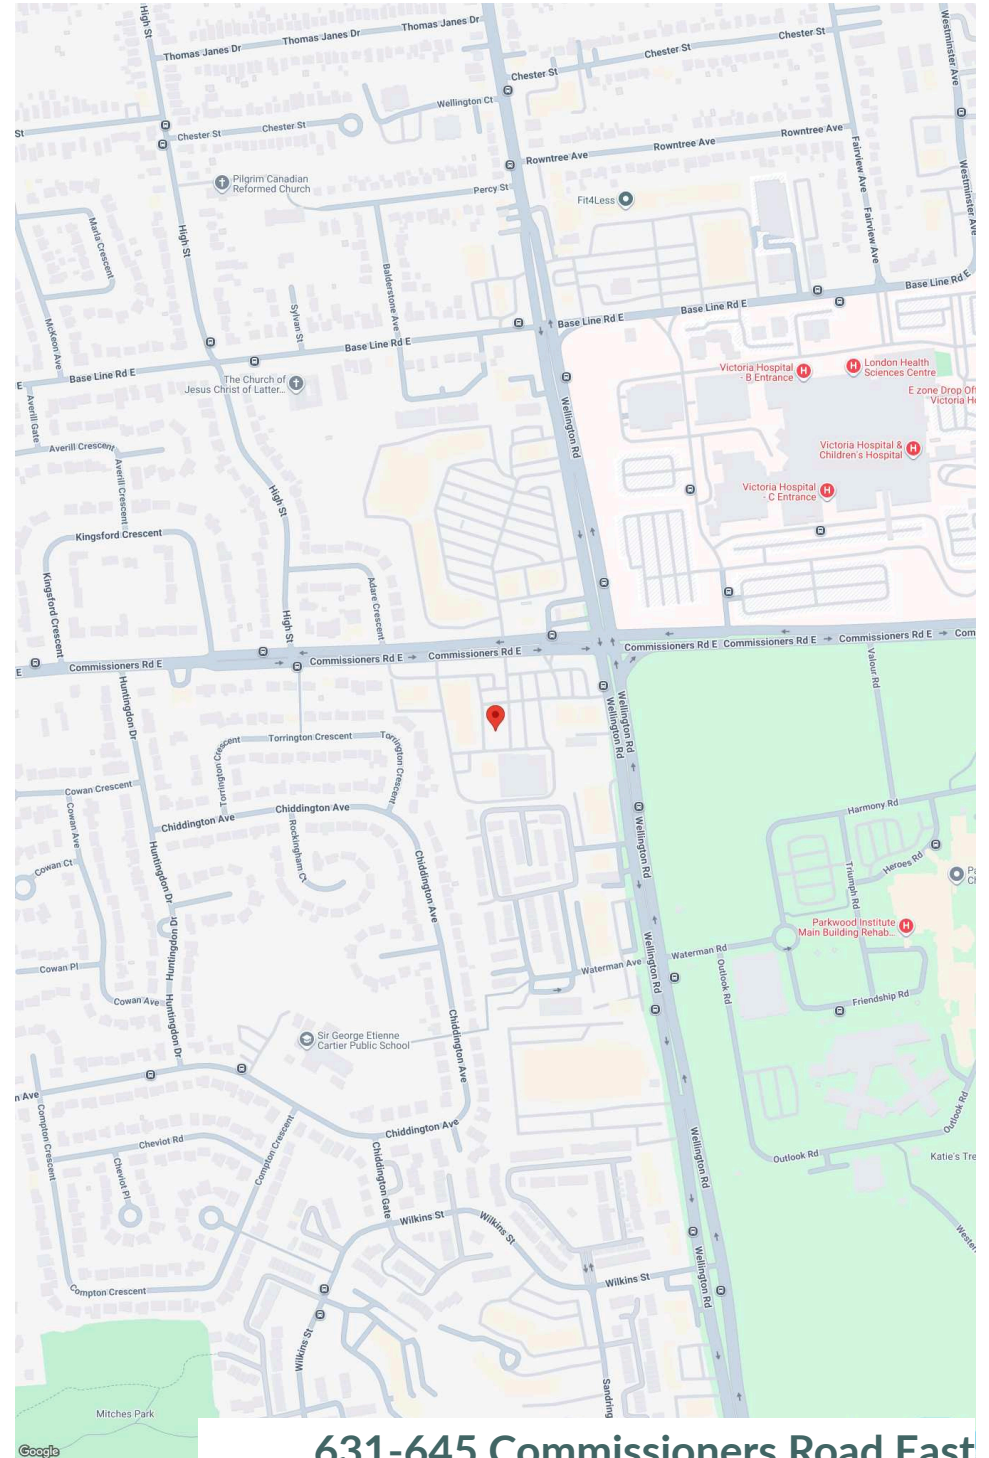 High St
Thomas Janes Dr
Thomas Janes Dr
Thomas Janes Dr
Chester St
Chester St
Chester St
Westminster Ave
Wellington Ct
St
Chester St
Chester St
Rowntree Ave
Rowntree Ave
Rowntree Ave
Fairview Ave
Westminster Ave
Pilgrim Canadian
Reformed Church
Percy St
Fit4Less
Marla Crescent
High St
Fairview Ave
Balderstone Ave
Sylvan St
McKeon Ave
Base Line Rd E
Base Line Rd E
Base Line Rd E
Base Line Rd E
Base Line Rd E
E
The Church of
Jesus Christ of Latter...
Victoria Hospital
- B Entrance
London Health
Sciences Centre
E zone Drop Off
Victoria Ho
Averill Gate
Wellington Rd
Averill Crescent
Averill Crescent
Victoria Hospital &
Children's Hospital
High St
Victoria Hospital
- C Entrance
Kingsford Crescent
Kingsford Crescent
Adare Crescent
High St
E
Commissioners Rd E
Commissioners Rd E
Commissioners Rd E
Commissioners Rd E
Commissioners Rd E
Commissioners Rd E
Com
Valour Rd
Huntingdon Dr
Wellington Rd
Wellington Rd
Torrington Crescent
Torrington Crescent
Torrington Crescent
Cowan Crescent
Cowan Ave
Chiddington Ave
Chiddington Ave
Rockingham Ct
Wellington Rd
Harmony Rd
Heroes Rd
Triumph Rd
Huntingdon Dr
Cowan Ct
Chiddington Ave
Pa
Ch
Parkwood Institute
Main Building Rehab...
Huntingdon Dr
Wellington Rd
Waterman Rd
Waterman Ave
Cowan Pl
Cowan Ave
Outlook Rd
Friendship Rd
Huntingdon Dr
Sir George Etienne
Cartier Public School
Chiddington Ave
n Ave
Compton Crescent
Cheviot Rd
Cheviot Pl
Compton Crescent
Chiddington Ave
Chiddington Gate
Wellington Rd
Outlook Rd
Outlook Rd
Katie's Tre
Wester
Wilkins St
Wilkins St
Wilkins St
Wellington Rd
Compton Crescent
Wilkins St
Sandring
Mitches Park
Google
631-645 Commissioners Road East